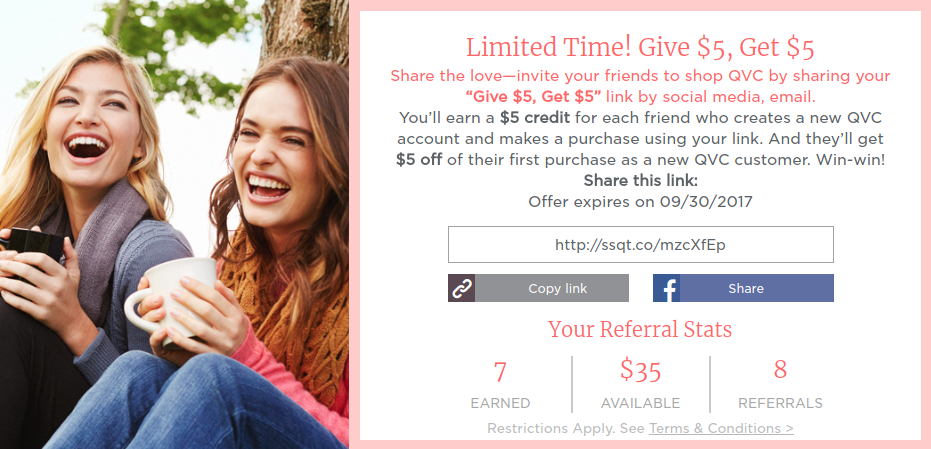 Limited Time! Give $5, Get $5
Share the love—invite your friends to shop QVC by sharing your
“Give $5, Get $5” link by social media, email.
You’ll earn a $5 credit for each friend who creates a new QVC
account and makes a purchase using your link. And they’ll get
$5 off of their first purchase as a new QVC customer. Win-win!
Share this link:
Offer expires on 09/30/2017
http://ssqt.co/mzcXfEp
Copy link
Share
Your Referral Stats
7
$35
8
EARNED
AVAILABLE
REFERRALS
Restrictions Apply. See Terms & Conditions >